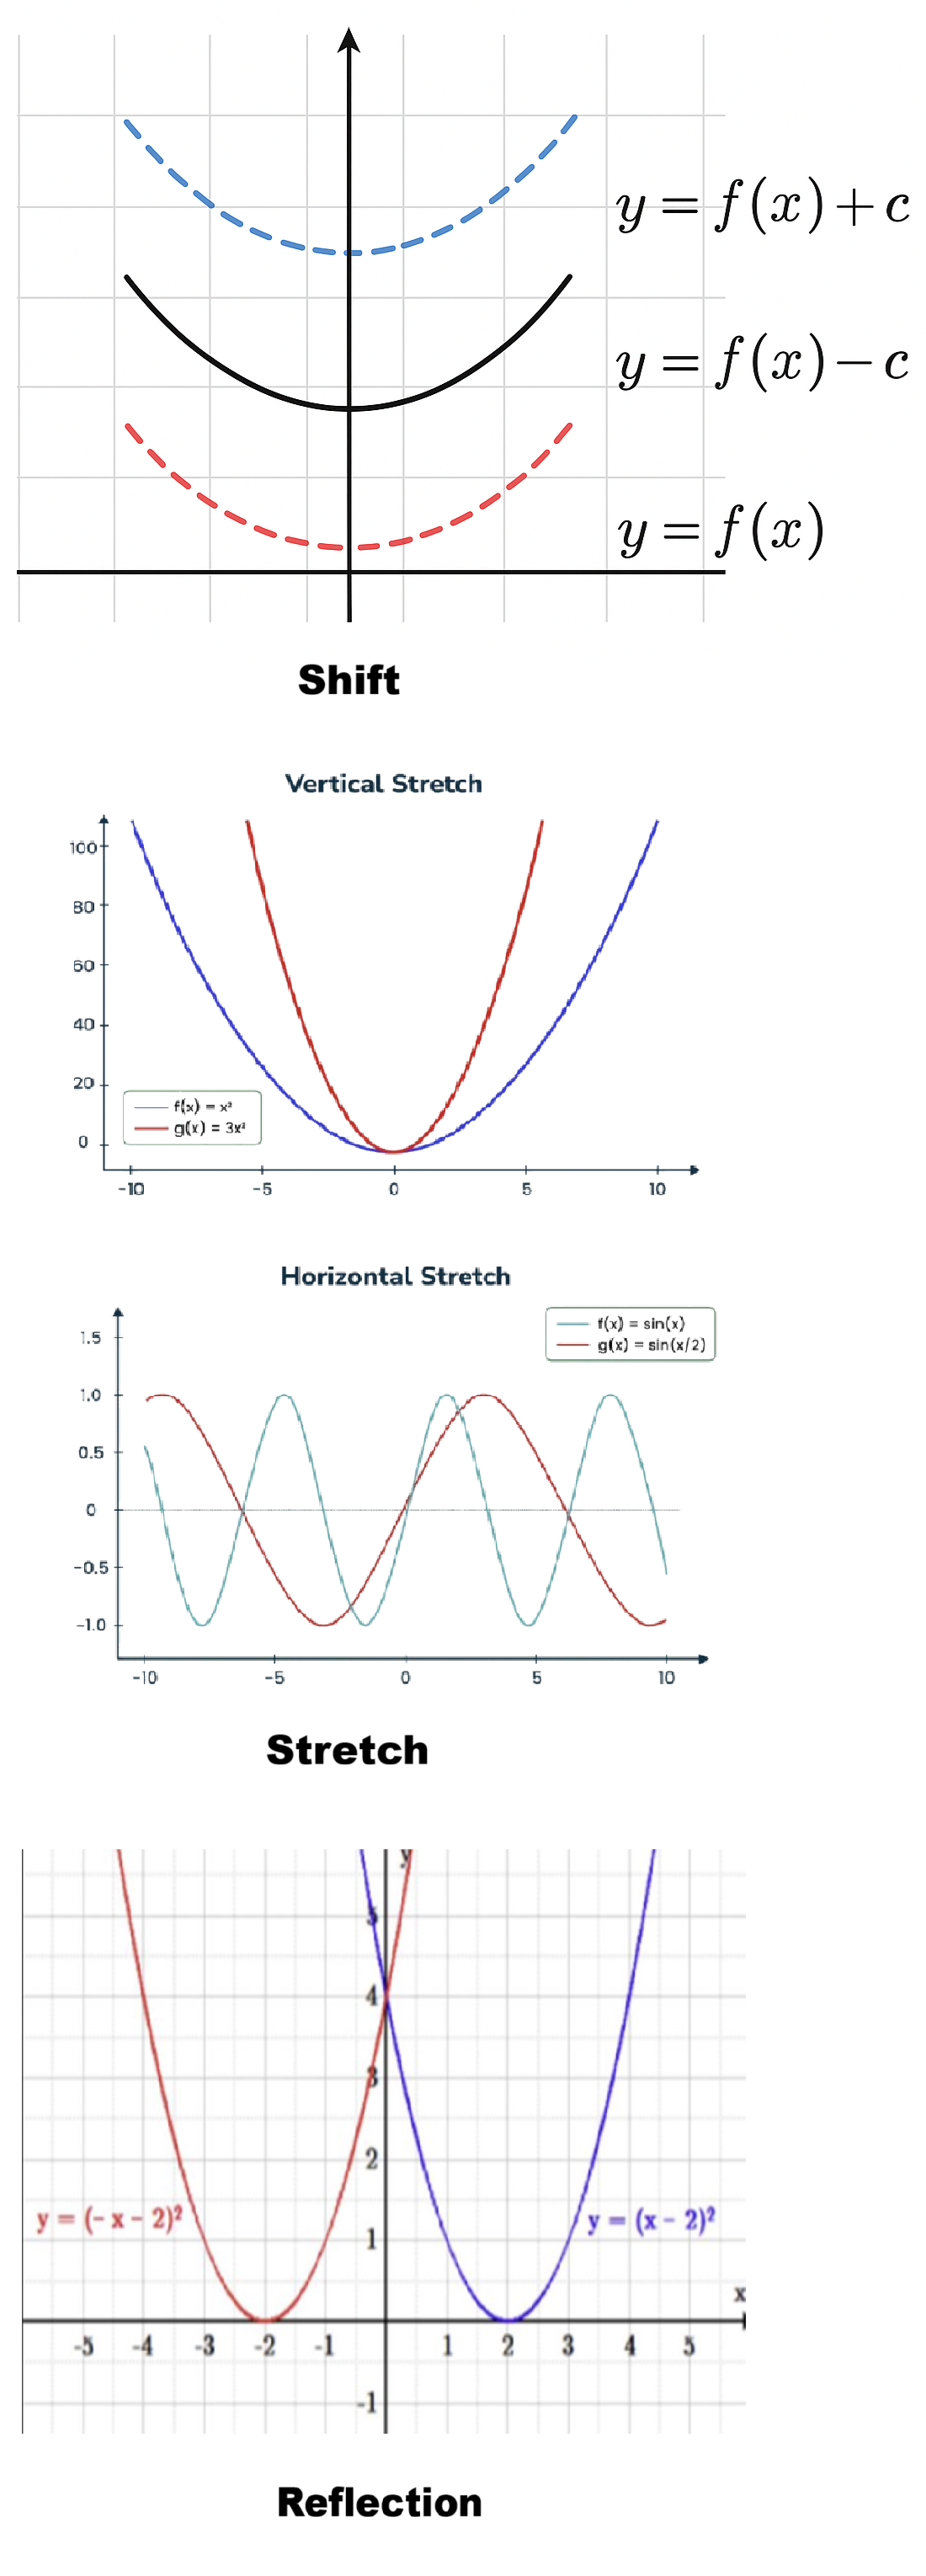 y = f(x) + c
y = f(x) − c
y = f(x)
Shift
Vertical Stretch
100
80
60
40
20
0
f(x) = x²
g(x) = 3x²
-10 -5 0 5 10
Horizontal Stretch
f(x) = sin(x)
g(x) = sin(x/2)
1.5
1.0
0.5
0
-0.5
-1.0
-10 -5 0 5 10
Stretch
y
5
4
3
2
y = (- x - 2)² y = (x - 2)²
1
x
-5 -4 -3 -2 -1 1 2 3 4 5
-1
Reflection